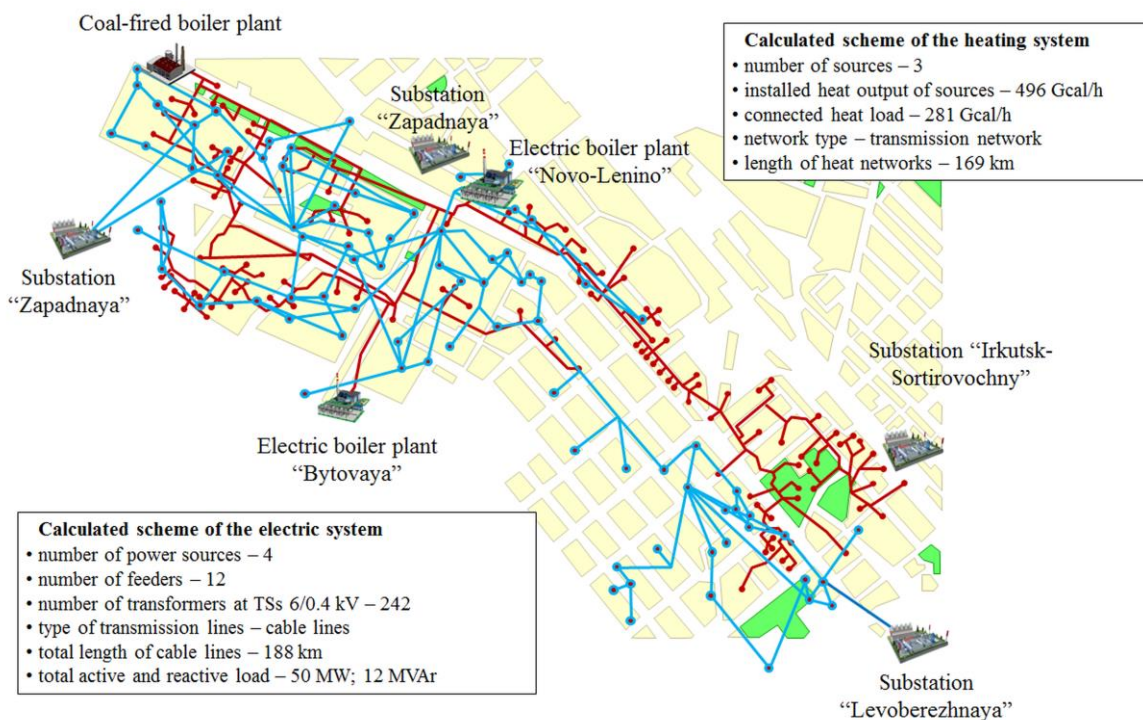 Coal-fired boiler plant
Calculated scheme of the heating system
• number of sources – 3
• installed heat output of sources – 496 Gcal/h
• connected heat load – 281 Gcal/h
• network type – transmission network
• length of heat networks – 169 km
Substation
“Zapadnaya”
Electric boiler plant
“Novo-Lenino”
Substation
“Zapadnaya”
Substation “Irkutsk-
Sortirovochny”
Electric boiler plant
“Bytovaya”
Calculated scheme of the electric system
• number of power sources – 4
• number of feeders – 12
• number of transformers at TSs 6/0.4 kV – 242
• type of transmission lines – cable lines
• total length of cable lines – 188 km
• total active and reactive load – 50 MW; 12 MVAr
Substation
“Levoberezhnaya”